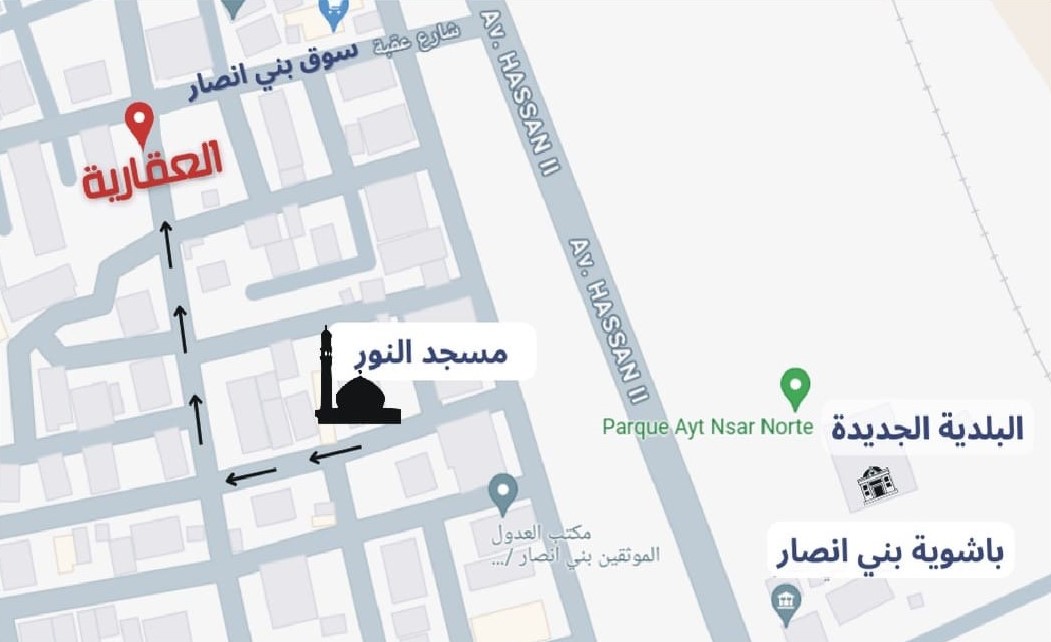 شارع عقبة
سوق بني انصار
Av. HASSAN II
العقارية
Av. HASSAN II
مسجد النور
Parque Ayt Nsar Norte
البلدية الجديدة
مكتب العدول
الموثقين بني انصار /...
باشوية بني انصار